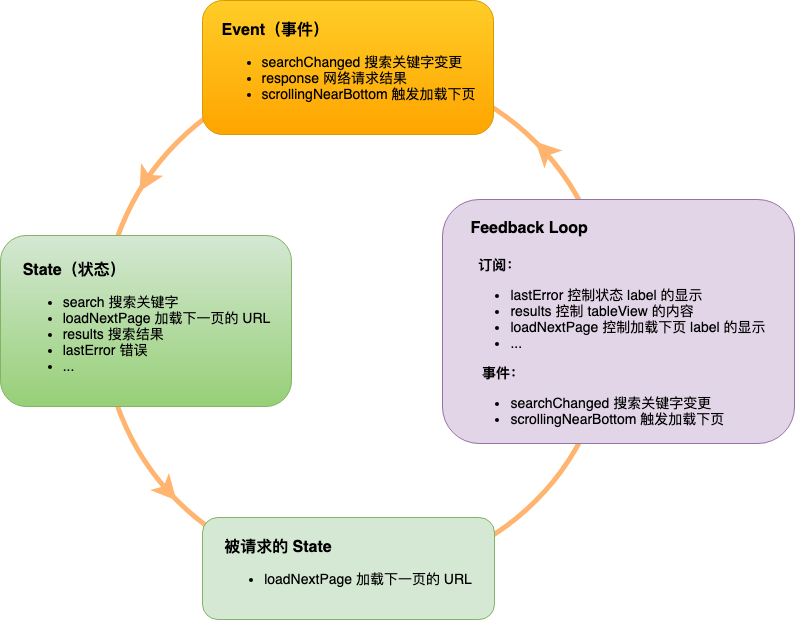 Event（事件）
• searchChanged 搜索关键字变更
• response 网络请求结果
• scrollingNearBottom 触发加载下页
State（状态）
• search 搜索关键字
• loadNextPage 加载下一页的 URL
• results 搜索结果
• lastError 错误
• ...
Feedback Loop
订阅：
• lastError 控制状态 label 的显示
• results 控制 tableView 的内容
• loadNextPage 控制加载下页 label 的显示
• ...
事件：
• searchChanged 搜索关键字变更
• scrollingNearBottom 触发加载下页
被请求的 State
• loadNextPage 加载下一页的 URL